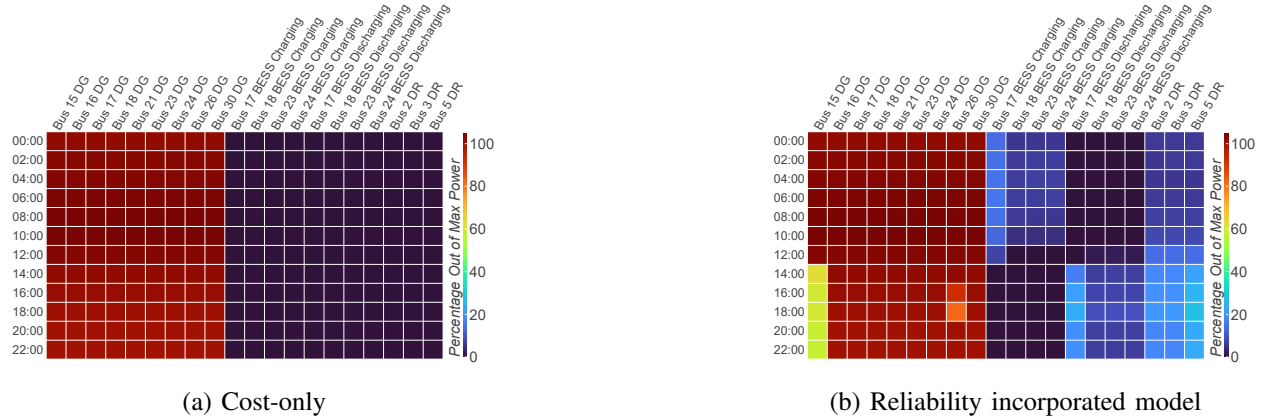 Bus 15 DG
Bus 16 DG
Bus 17 DG
Bus 18 DG
Bus 21 DG
Bus 23 DG
Bus 24 DG
Bus 26 DG
Bus 30 DG
Bus 17 BESS Charging
Bus 18 BESS Charging
Bus 23 BESS Charging
Bus 24 BESS Charging
Bus 17 BESS Discharging
Bus 18 BESS Discharging
Bus 23 BESS Discharging
Bus 24 BESS Discharging
Bus 2 DR
Bus 3 DR
Bus 5 DR
00:00
02:00
04:00
06:00
08:00
10:00
12:00
14:00
16:00
18:00
20:00
22:00
100
80
60
40
20
0
Percentage Out of Max Power
(a) Cost-only
Bus 15 DG
Bus 16 DG
Bus 17 DG
Bus 18 DG
Bus 21 DG
Bus 23 DG
Bus 24 DG
Bus 26 DG
Bus 30 DG
Bus 17 BESS Charging
Bus 18 BESS Charging
Bus 23 BESS Charging
Bus 24 BESS Charging
Bus 17 BESS Discharging
Bus 18 BESS Discharging
Bus 23 BESS Discharging
Bus 24 BESS Discharging
Bus 2 DR
Bus 3 DR
Bus 5 DR
00:00
02:00
04:00
06:00
08:00
10:00
12:00
14:00
16:00
18:00
20:00
22:00
100
80
60
40
20
0
Percentage Out of Max Power
(b) Reliability incorporated model